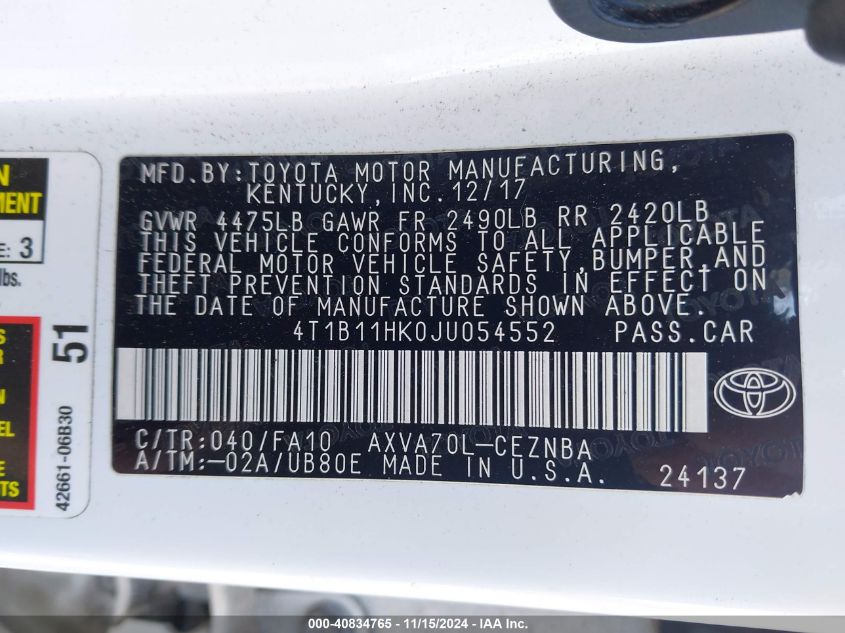 MFD.BY:TOYOTA MOTOR MANUFACTURING,
KENTUCKY,INC.12/17
GVWR 4475LB GAWR FR 2490LB RR 2420LB
THIS VEHICLE CONFORMS TO ALL APPLICABLE
FEDERAL MOTOR VEHICLE SAFETY,BUMPER,AND
THEFT PREVENTION STANDARDS IN EFFECT ON
THE DATE OF MANUFACTURE SHOWN ABOVE.
4T1B11HK0JU054552 PASS.CAR
C/TR:040/FA10 AXVA70L-CEZNBA
A/TM:-02A/UB80E MADE IN U.S.A.
24137
E: 3
lbs.
51
42661-06B30
000-40834765 - 11/15/2024 - IAA Inc.